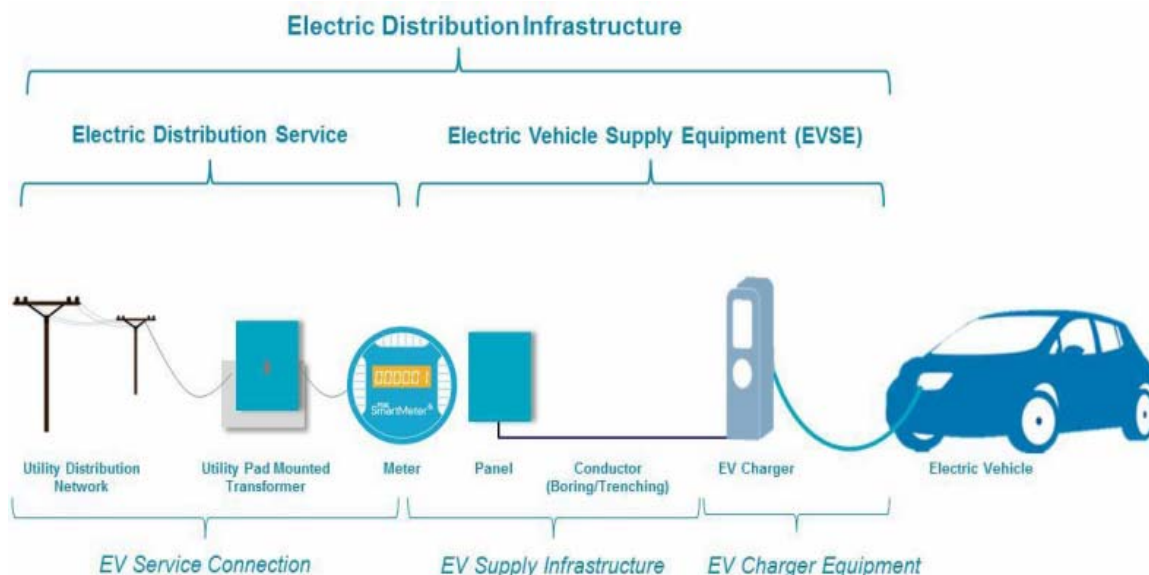 Electric Distribution Infrastructure
Electric Distribution Service
Electric Vehicle Supply Equipment (EVSE)
000001
SmartMeter
Utility Distribution
Network
Utility Pad Mounted
Transformer
Meter
Panel
Conductor
(Boring/Trenching)
EV Charger
Electric Vehicle
EV Service Connection
EV Supply Infrastructure
EV Charger Equipment